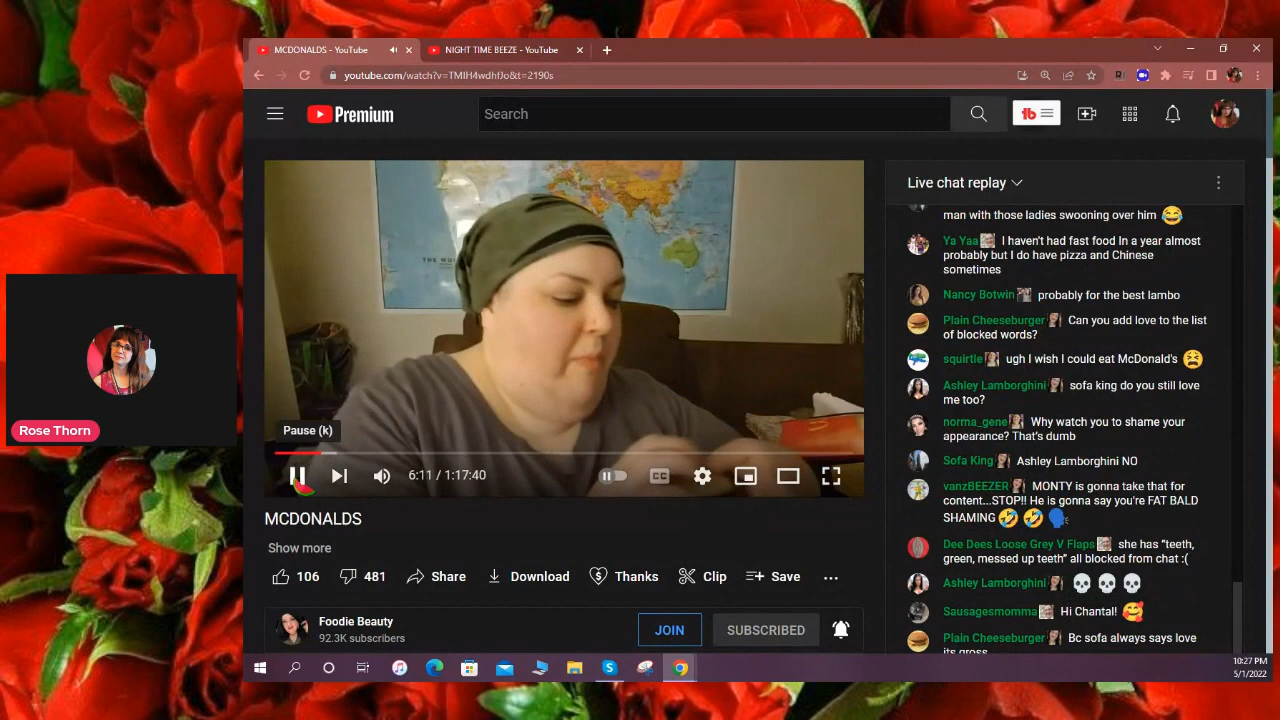 MCDONALDS - YouTube
NIGHT TIME BEEZE - YouTube
youtube.com/watch?v=TMIH4wdhfJo&t=2190s
Premium
Search
tb
THE WO
Pause (k)
6:11 / 1:17:40
CC
MCDONALDS
Show more
106
481
Share
Download
Thanks
Clip
Save
Foodie Beauty
92.3K subscribers
JOIN
SUBSCRIBED
Live chat replay
man with those ladies swooning over him 😂
Ya Yaa I haven't had fast food In a year almost
probably but I do have pizza and Chinese
sometimes
Nancy Botwin probably for the best lambo
Plain Cheeseburger Can you add love to the list
of blocked words?
squirtle ugh I wish I could eat McDonald's 😫
Ashley Lamborghini sofa king do you still love
me too?
norma_gene Why watch you to shame your
appearance? That's dumb
Sofa King Ashley Lamborghini NO
vanzBEEZER MONTY is gonna take that for
content...STOP!! He is gonna say you're FAT BALD
SHAMING 🤣 🤣 🗣
Dee Dees Loose Grey V Flaps she has “teeth,
green, messed up teeth” all blocked from chat :(
Ashley Lamborghini 💀 💀 💀
Sausagesmomma Hi Chantal! 🥰
Plain Cheeseburger Bc sofa always says love
its gross
Rose Thorn
10:27 PM
5/1/2022